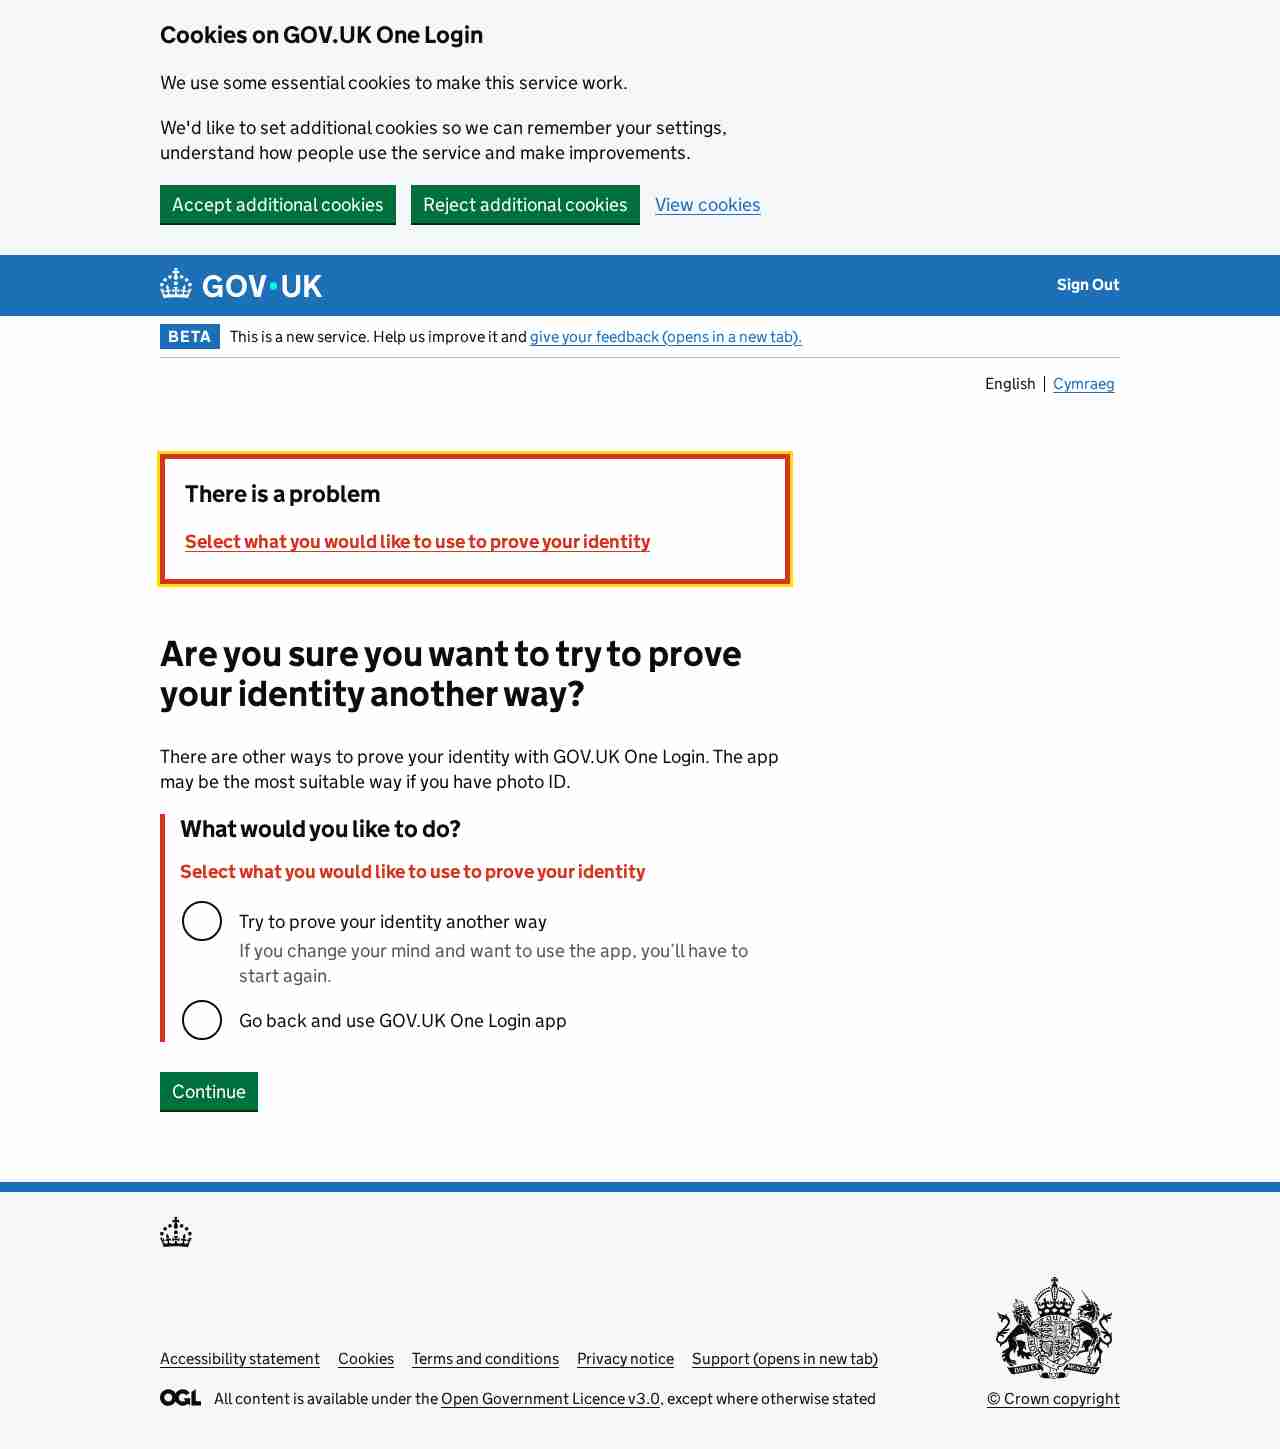 Cookies on GOV.UK One Login
We use some essential cookies to make this service work.
We'd like to set additional cookies so we can remember your settings,
understand how people use the service and make improvements.
Accept additional cookies Reject additional cookies View cookies
GOV·UK Sign Out
BETA This is a new service. Help us improve it and give your feedback (opens in a new tab).
English Cymraeg
There is a problem
Select what you would like to use to prove your identity
Are you sure you want to try to prove
your identity another way?
There are other ways to prove your identity with GOV.UK One Login. The app
may be the most suitable way if you have photo ID.
What would you like to do?
Select what you would like to use to prove your identity
Try to prove your identity another way
If you change your mind and want to use the app, you’ll have to
start again.
Go back and use GOV.UK One Login app
Continue
Accessibility statement Cookies Terms and conditions Privacy notice Support (opens in new tab)
OGL All content is available under the Open Government Licence v3.0, except where otherwise stated
© Crown copyright